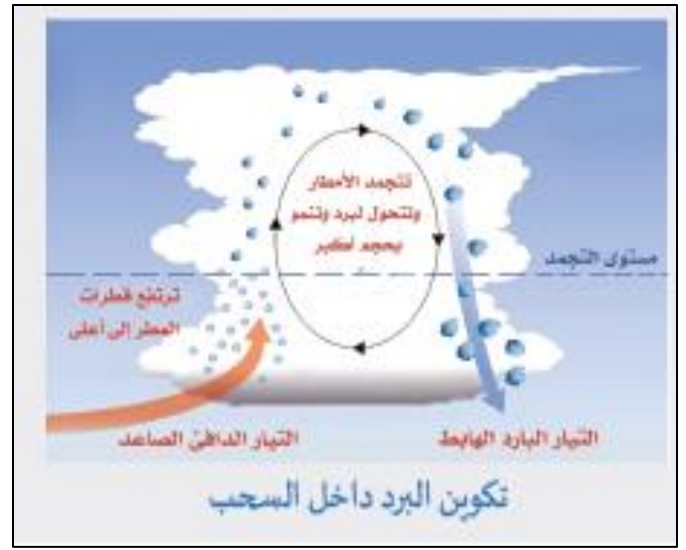 تتجمد الأمطار
وتتحول لبرد وتنمو
بحجم أكبر
مستوى التجمد
ترتفع قطرات
المطر إلى أعلى
التيار البارد الهابط
التيار الدافئ الصاعد
تكوين البرد داخل السحب